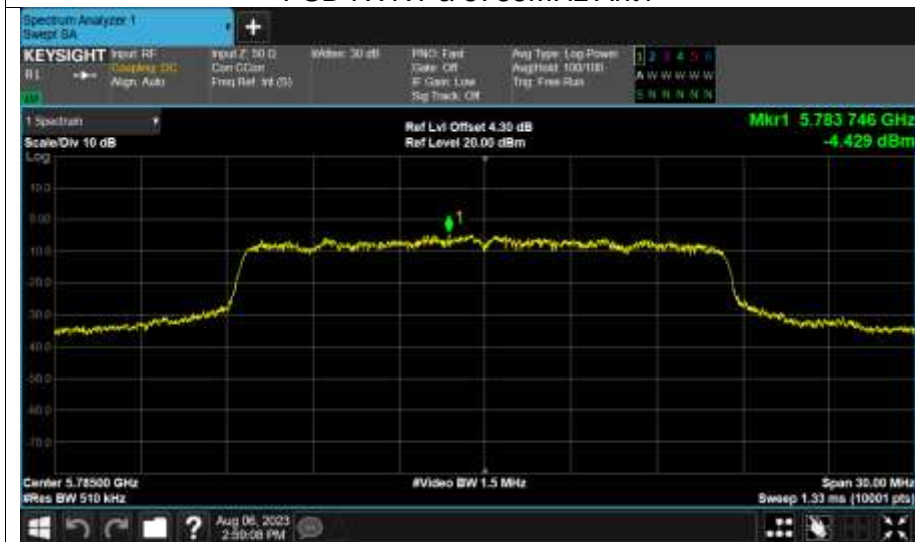 Spectrum Analyzer 1
Swept SA
KEYSIGHT Input: RF
R L
Coupling: DC
Align: Auto
Input Z: 50 Ω
Corr CCorr
Freq Ref: Int (S)
#Atten: 30 dB
PNO: Fast
Gate: Off
IF Gain: Low
Sig Track: Off
Avg Type: Log-Power
Avg|Hold: 100/100
Trig: Free Run
1 2 3 4 5 6
A W W W W W
S N N N N N
1 Spectrum
Scale/Div 10 dB
Ref Lvl Offset 4.30 dB
Ref Level 20.00 dBm
Mkr1 5.783 746 GHz
-4.429 dBm
Log
10.0
0.00
-10.0
-20.0
-30.0
-40.0
-50.0
-60.0
-70.0
1
Center 5.78500 GHz
#Res BW 510 kHz
#Video BW 1.5 MHz
Span 30.00 MHz
Sweep 1.33 ms (10001 pts)
Aug 06, 2023
2:59:08 PM